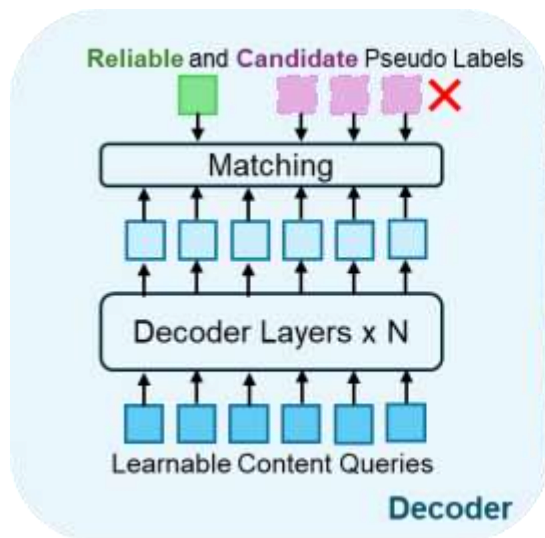 Reliable and Candidate Pseudo Labels
Matching
Decoder Layers x N
Learnable Content Queries
Decoder